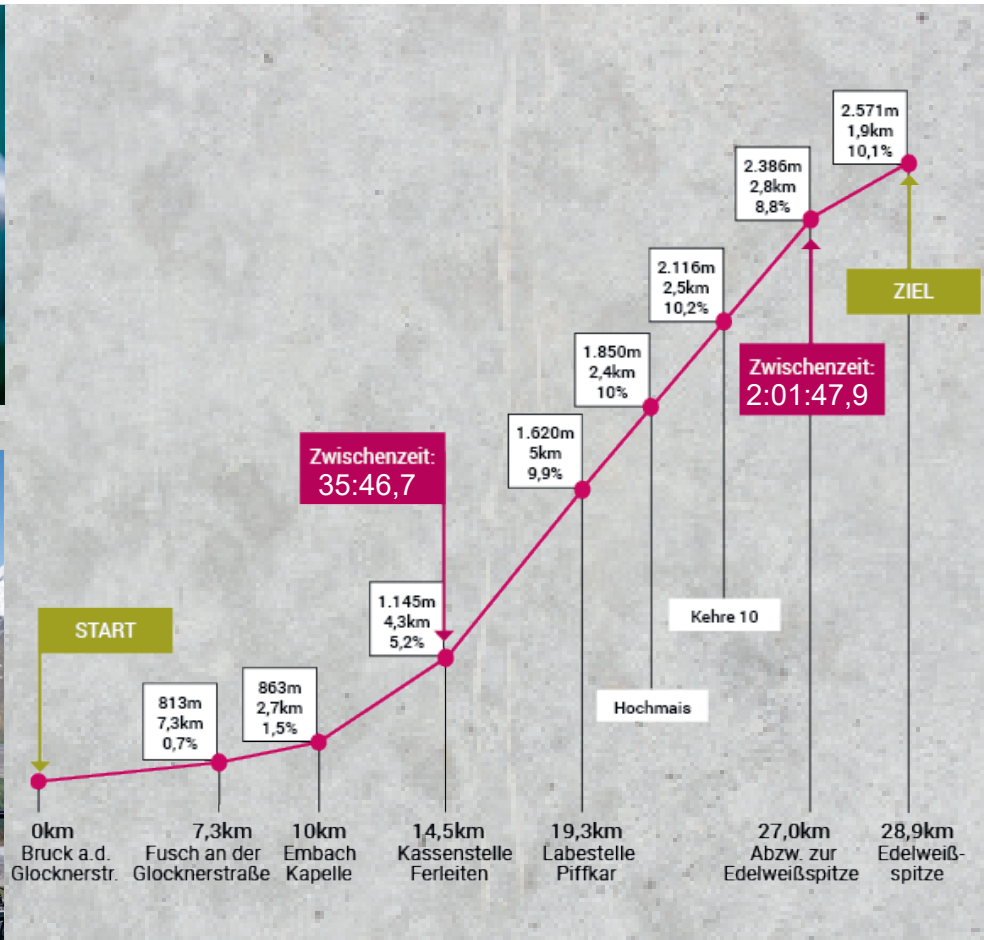 2.571m
1,9km
10,1%
2.386m
2,8km
8,8%
ZIEL
2.116m
2,5km
10,2%
1.850m
2,4km
10%
Zwischenzeit:
2:01:47,9
1.620m
5km
9,9%
Zwischenzeit:
35:46,7
1.145m
4,3km
5,2%
Kehre 10
START
863m
2,7km
1,5%
813m
7,3km
0,7%
Hochmais
0km
Bruck a.d.
Glocknerstr.
7,3km
Fusch an der
Glocknerstraße
10km
Embach
Kapelle
14,5km
Kassenstelle
Ferleiten
19,3km
Labestelle
Piffkar
27,0km
Abzw. zur
Edelweißspitze
28,9km
Edelweiß-
spitze